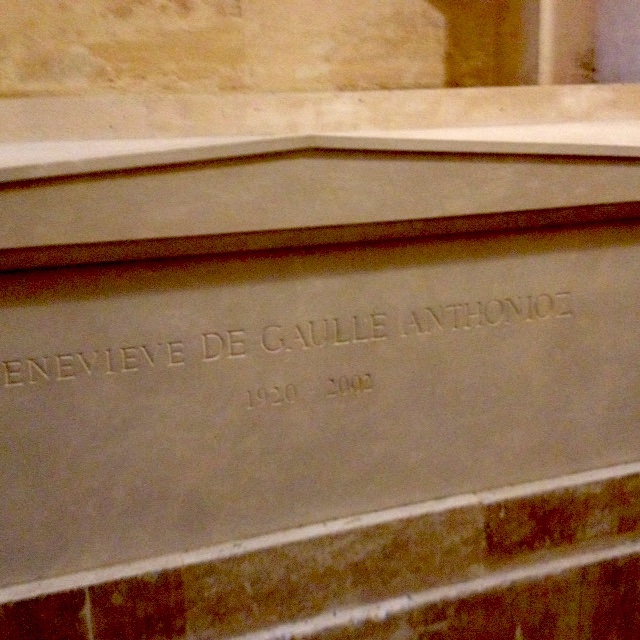 ENEVIEVE DE GAULLE ANTHONIOZ
1920 2002